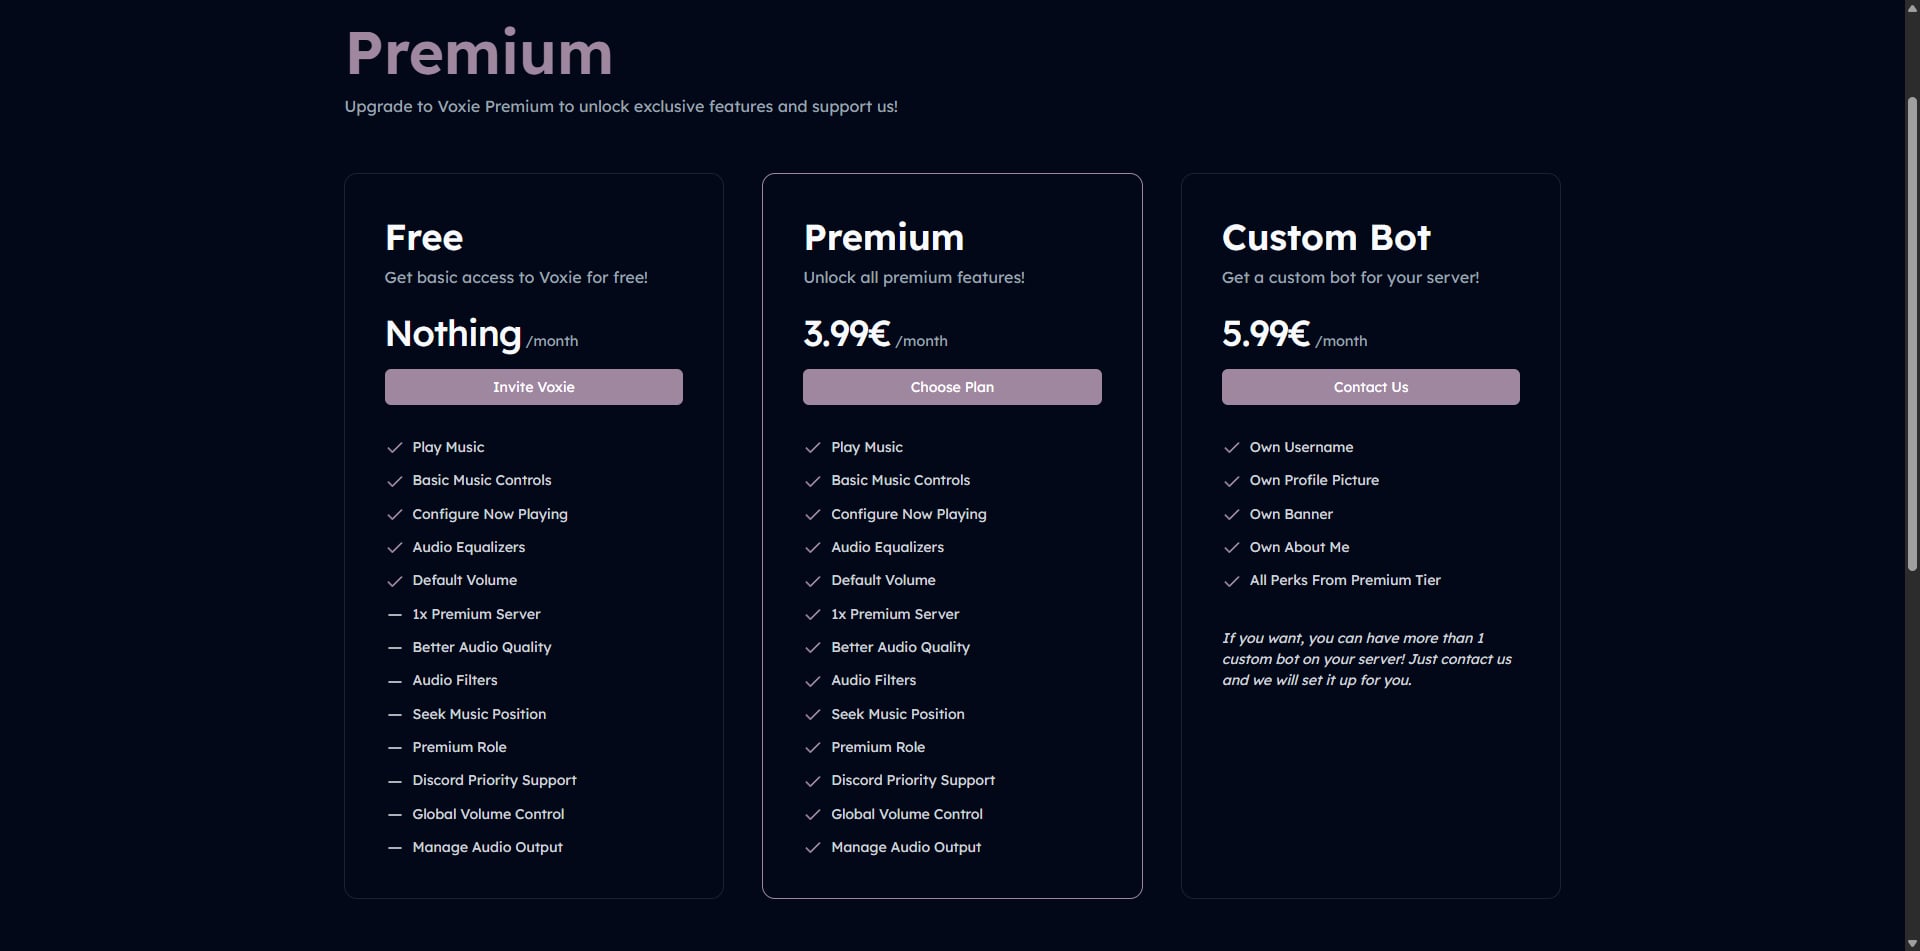 Premium
Upgrade to Voxie Premium to unlock exclusive features and support us!
Free
Get basic access to Voxie for free!
Nothing /month
Invite Voxie
Play Music
Basic Music Controls
Configure Now Playing
Audio Equalizers
Default Volume
1x Premium Server
Better Audio Quality
Audio Filters
Seek Music Position
Premium Role
Discord Priority Support
Global Volume Control
Manage Audio Output
Premium
Unlock all premium features!
3.99€ /month
Choose Plan
Play Music
Basic Music Controls
Configure Now Playing
Audio Equalizers
Default Volume
1x Premium Server
Better Audio Quality
Audio Filters
Seek Music Position
Premium Role
Discord Priority Support
Global Volume Control
Manage Audio Output
Custom Bot
Get a custom bot for your server!
5.99€ /month
Contact Us
Own Username
Own Profile Picture
Own Banner
Own About Me
All Perks From Premium Tier
If you want, you can have more than 1
custom bot on your server! Just contact us
and we will set it up for you.